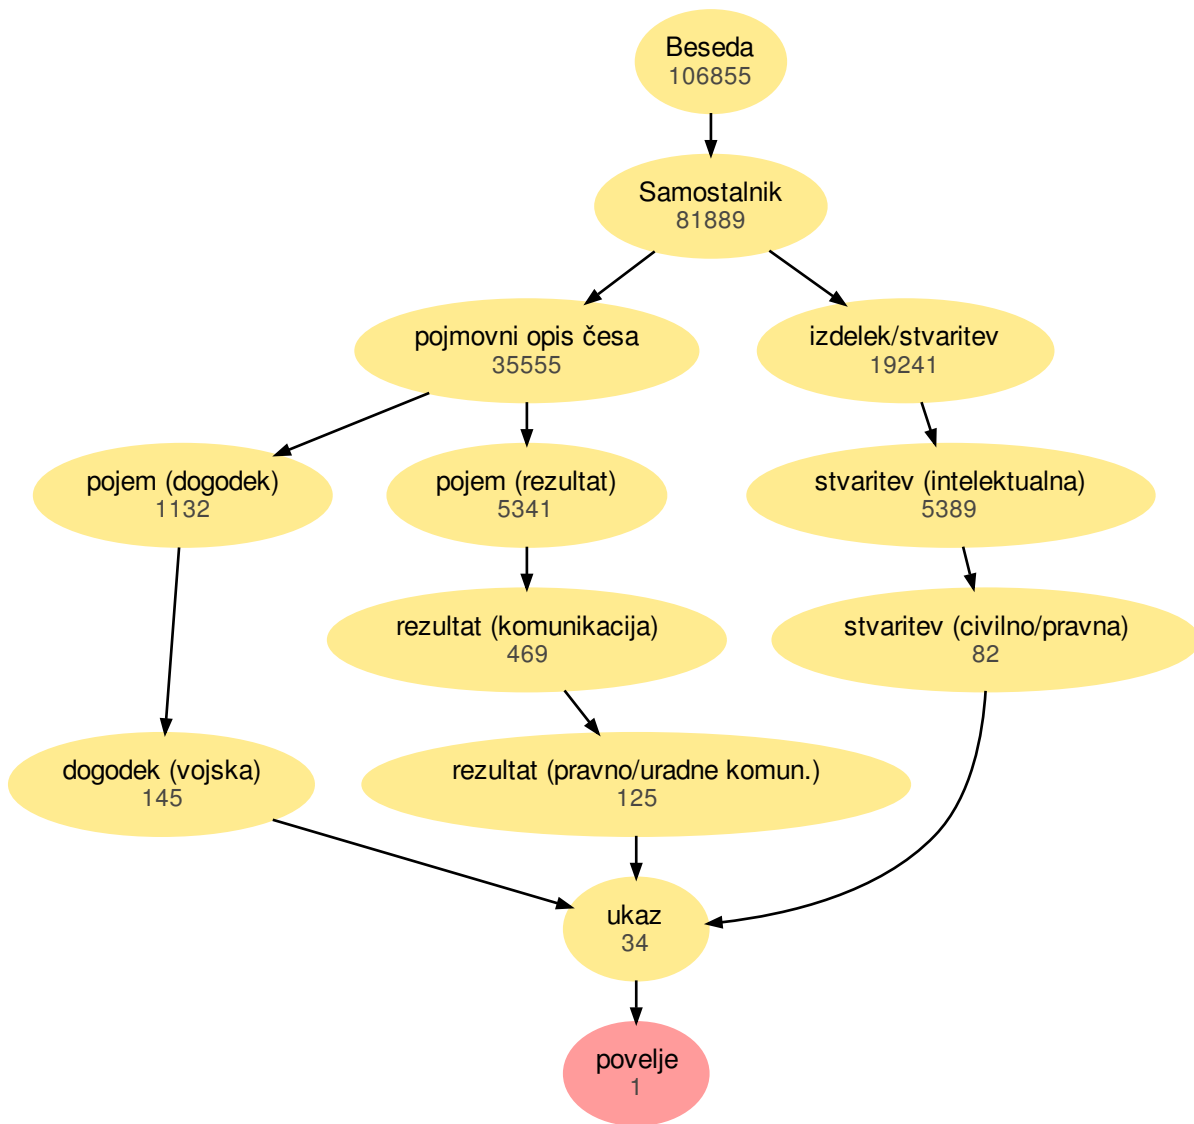 Beseda
106855
Samostalnik
81889
pojmovni opis česa
35555
izdelek/stvaritev
19241
pojem (dogodek)
1132
pojem (rezultat)
5341
stvaritev (intelektualna)
5389
rezultat (komunikacija)
469
stvaritev (civilno/pravna)
82
dogodek (vojska)
145
rezultat (pravno/uradne komun.)
125
ukaz
34
povelje
1